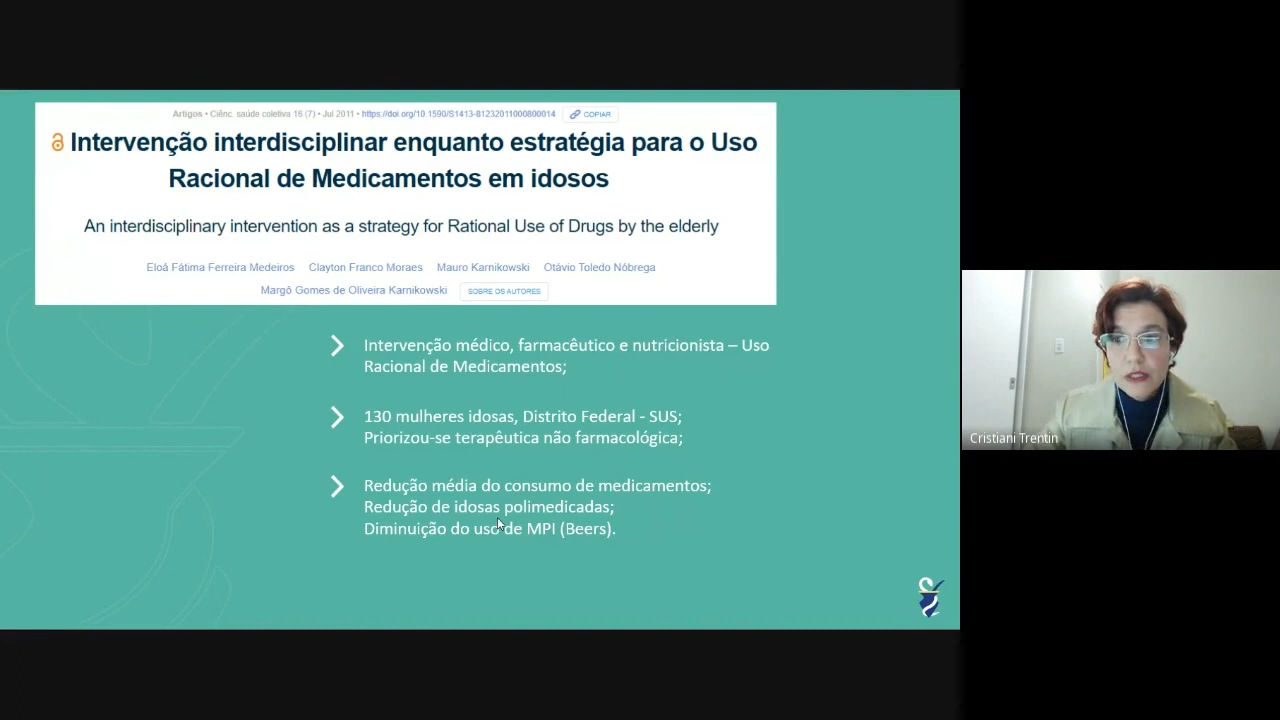 Artigos • Ciênc. saúde coletiva 16 (7) • Jul 2011 • https://doi.org/10.1590/S1413-81232011000800014 COPIAR
Intervenção interdisciplinar enquanto estratégia para o Uso
Racional de Medicamentos em idosos
An interdisciplinary intervention as a strategy for Rational Use of Drugs by the elderly
Eloá Fátima Ferreira Medeiros Clayton Franco Moraes Mauro Karnikowski Otávio Toledo Nóbrega
Margô Gomes de Oliveira Karnikowski SOBRE OS AUTORES
Intervenção médico, farmacêutico e nutricionista – Uso
Racional de Medicamentos;
130 mulheres idosas, Distrito Federal - SUS;
Priorizou-se terapêutica não farmacológica;
Redução média do consumo de medicamentos;
Redução de idosas polimedicadas;
Diminuição do uso de MPI (Beers).
Cristiani Trentin